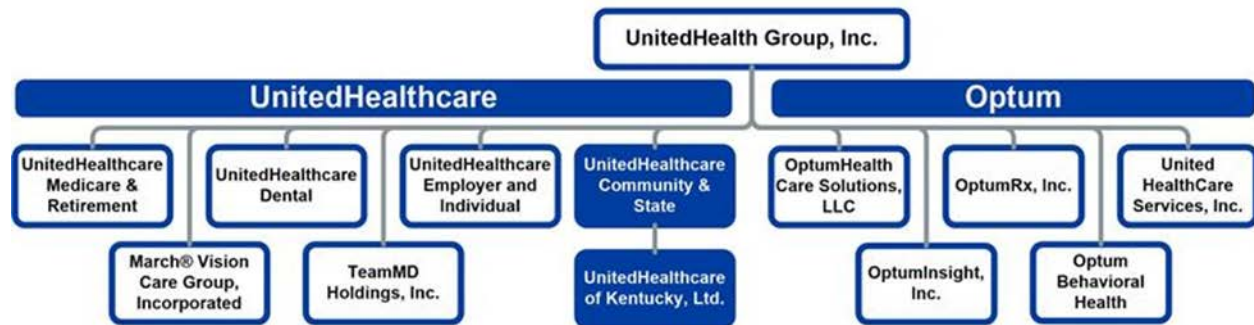 UnitedHealth Group, Inc.
UnitedHealthcare
Optum
UnitedHealthcare
Medicare &
Retirement
UnitedHealthcare
Dental
UnitedHealthcare
Employer and
Individual
UnitedHealthcare
Community &
State
OptumHealth
Care Solutions,
LLC
OptumRx, Inc.
United
HealthCare
Services, Inc.
March® Vision
Care Group,
Incorporated
TeamMD
Holdings, Inc.
UnitedHealthcare
of Kentucky, Ltd.
OptumInsight,
Inc.
Optum
Behavioral
Health